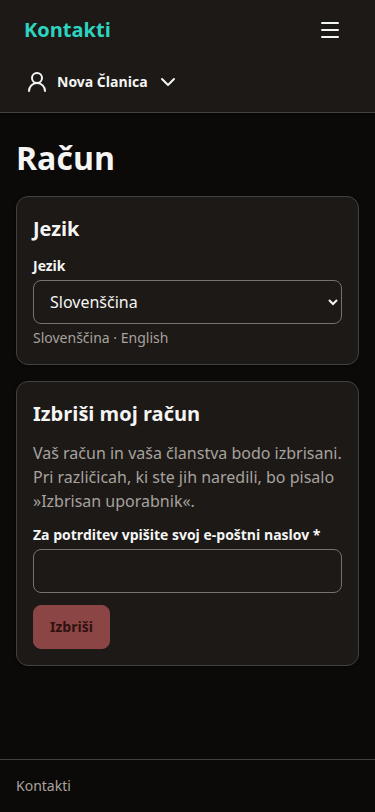 Kontakti
Nova Članica
Račun
Jezik
Jezik
Slovenščina
Slovenščina · English
Izbriši moj račun
Vaš račun in vaša članstva bodo izbrisani.
Pri različicah, ki ste jih naredili, bo pisalo
»Izbrisan uporabnik«.
Za potrditev vpišite svoj e-poštni naslov *
Izbriši
Kontakti